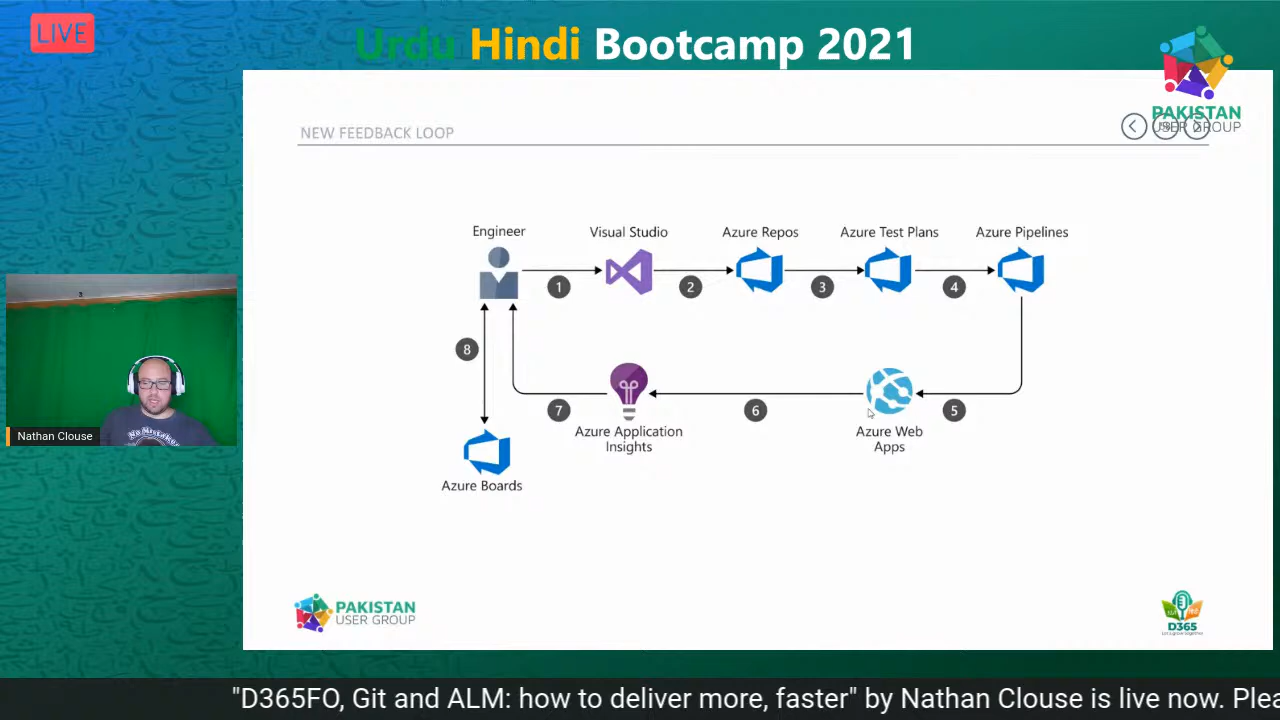 LIVE
Urdu Hindi Bootcamp 2021
PAKISTAN
USER GROUP
NEW FEEDBACK LOOP
Engineer
Visual Studio
Azure Repos
Azure Test Plans
Azure Pipelines
1
2
3
4
8
7
6
5
Azure Application
Insights
Azure Web
Apps
Azure Boards
Nathan Clouse
PAKISTAN
USER GROUP
D365
"D365FO, Git and ALM: how to deliver more, faster" by Nathan Clouse is live now. Plea